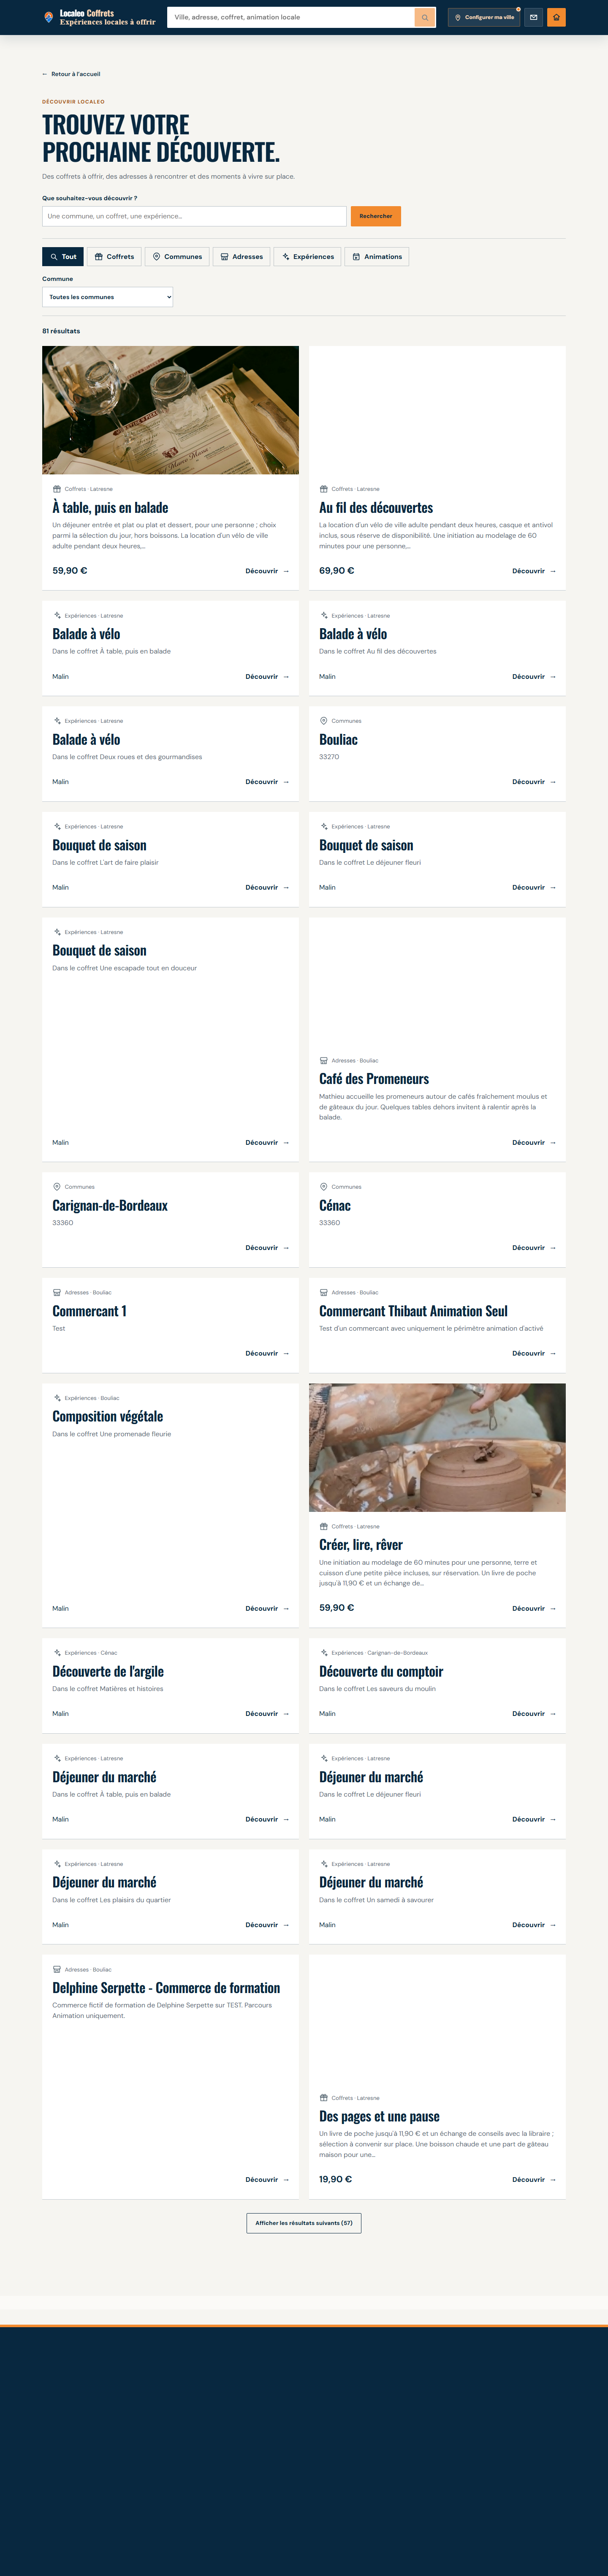 Localeo Coffrets
Expériences locales à offrir
Ville, adresse, coffret, animation locale
Configurer ma ville
← Retour à l'accueil
DÉCOUVRIR LOCALEO
TROUVEZ VOTRE
PROCHAINE DÉCOUVERTE.
Des coffrets à offrir, des adresses à rencontrer et des moments à vivre sur place.
Que souhaitez-vous découvrir ?
Une commune, un coffret, une expérience...
Rechercher
Tout
Coffrets
Communes
Adresses
Expériences
Animations
Commune
Toutes les communes
81 résultats
Coffrets · Latresne
À table, puis en balade
Un déjeuner entrée et plat ou plat et dessert, pour une personne ; choix
parmi la sélection du jour, hors boissons. La location d'un vélo de ville
adulte pendant deux heures,...
59,90 €
Découvrir →
Coffrets · Latresne
Au fil des découvertes
La location d'un vélo de ville adulte pendant deux heures, casque et antivol
inclus, sous réserve de disponibilité. Une initiation au modelage de 60
minutes pour une personne,...
69,90 €
Découvrir →
Expériences · Latresne
Balade à vélo
Dans le coffret À table, puis en balade
Malin
Découvrir →
Expériences · Latresne
Balade à vélo
Dans le coffret Au fil des découvertes
Malin
Découvrir →
Expériences · Latresne
Balade à vélo
Dans le coffret Deux roues et des gourmandises
Malin
Découvrir →
Communes
Bouliac
33270
Découvrir →
Expériences · Latresne
Bouquet de saison
Dans le coffret L'art de faire plaisir
Malin
Découvrir →
Expériences · Latresne
Bouquet de saison
Dans le coffret Le déjeuner fleuri
Malin
Découvrir →
Expériences · Latresne
Bouquet de saison
Dans le coffret Une escapade tout en douceur
Malin
Découvrir →
Adresses · Bouliac
Café des Promeneurs
Mathieu accueille les promeneurs autour de cafés fraîchement moulus et
de gâteaux du jour. Quelques tables dehors invitent à ralentir après la
balade.
Découvrir →
Communes
Carignan-de-Bordeaux
33360
Découvrir →
Communes
Cénac
33360
Découvrir →
Adresses · Bouliac
Commercant 1
Test
Découvrir →
Adresses · Bouliac
Commercant Thibaut Animation Seul
Test d'un commercant avec uniquement le périmètre animation d'activé
Découvrir →
Expériences · Bouliac
Composition végétale
Dans le coffret Une promenade fleurie
Malin
Découvrir →
Coffrets · Latresne
Créer, lire, rêver
Une initiation au modelage de 60 minutes pour une personne, terre et
cuisson d'une petite pièce incluses, sur réservation. Un livre de poche
jusqu'à 11,90 € et un échange de...
59,90 €
Découvrir →
Expériences · Cénac
Découverte de l'argile
Dans le coffret Matières et histoires
Malin
Découvrir →
Expériences · Carignan-de-Bordeaux
Découverte du comptoir
Dans le coffret Les saveurs du moulin
Malin
Découvrir →
Expériences · Latresne
Déjeuner du marché
Dans le coffret À table, puis en balade
Malin
Découvrir →
Expériences · Latresne
Déjeuner du marché
Dans le coffret Le déjeuner fleuri
Malin
Découvrir →
Expériences · Latresne
Déjeuner du marché
Dans le coffret Les plaisirs du quartier
Malin
Découvrir →
Expériences · Latresne
Déjeuner du marché
Dans le coffret Un samedi à savourer
Malin
Découvrir →
Adresses · Bouliac
Delphine Serpette - Commerce de formation
Commerce fictif de formation de Delphine Serpette sur TEST. Parcours
Animation uniquement.
Découvrir →
Coffrets · Latresne
Des pages et une pause
Un livre de poche jusqu'à 11,90 € et un échange de conseils avec la libraire ;
sélection à convenir sur place. Une boisson chaude et une part de gâteau
maison pour une...
19,90 €
Découvrir →
Afficher les résultats suivants (57)